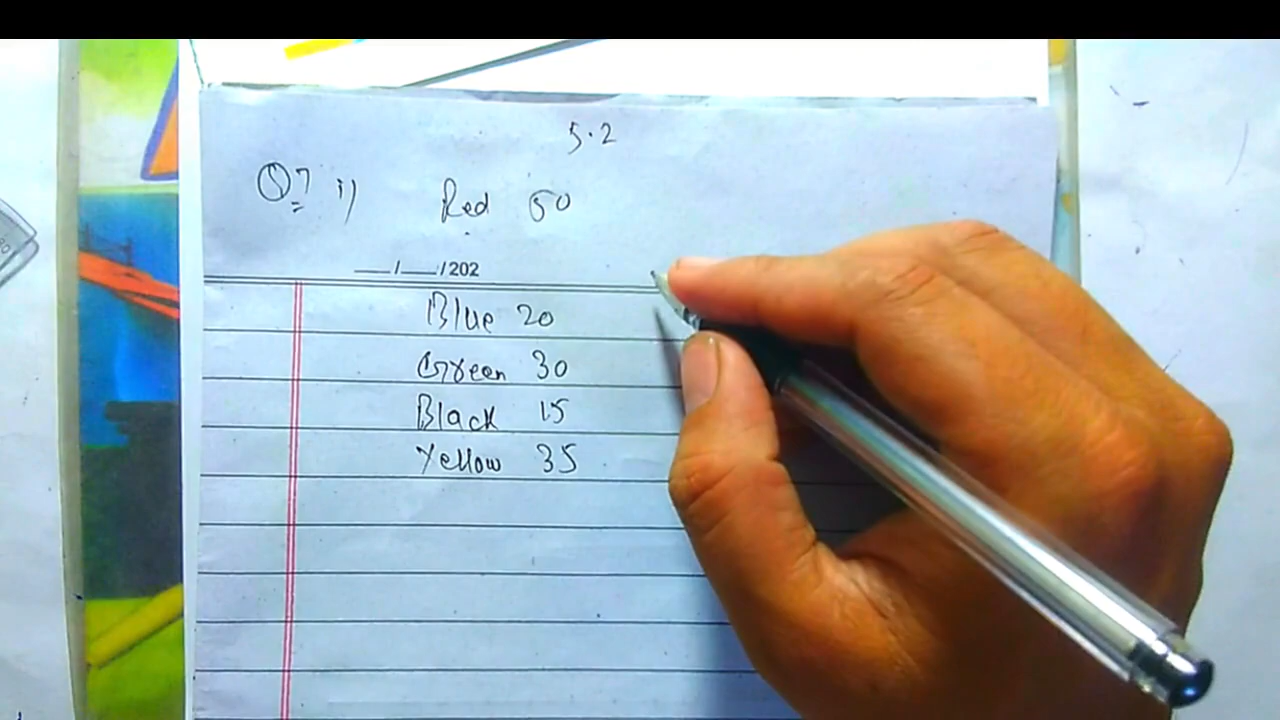 5.2
Q7 i) Red 50
__/__/202
Blue 20
Green 30
Black 15
Yellow 35